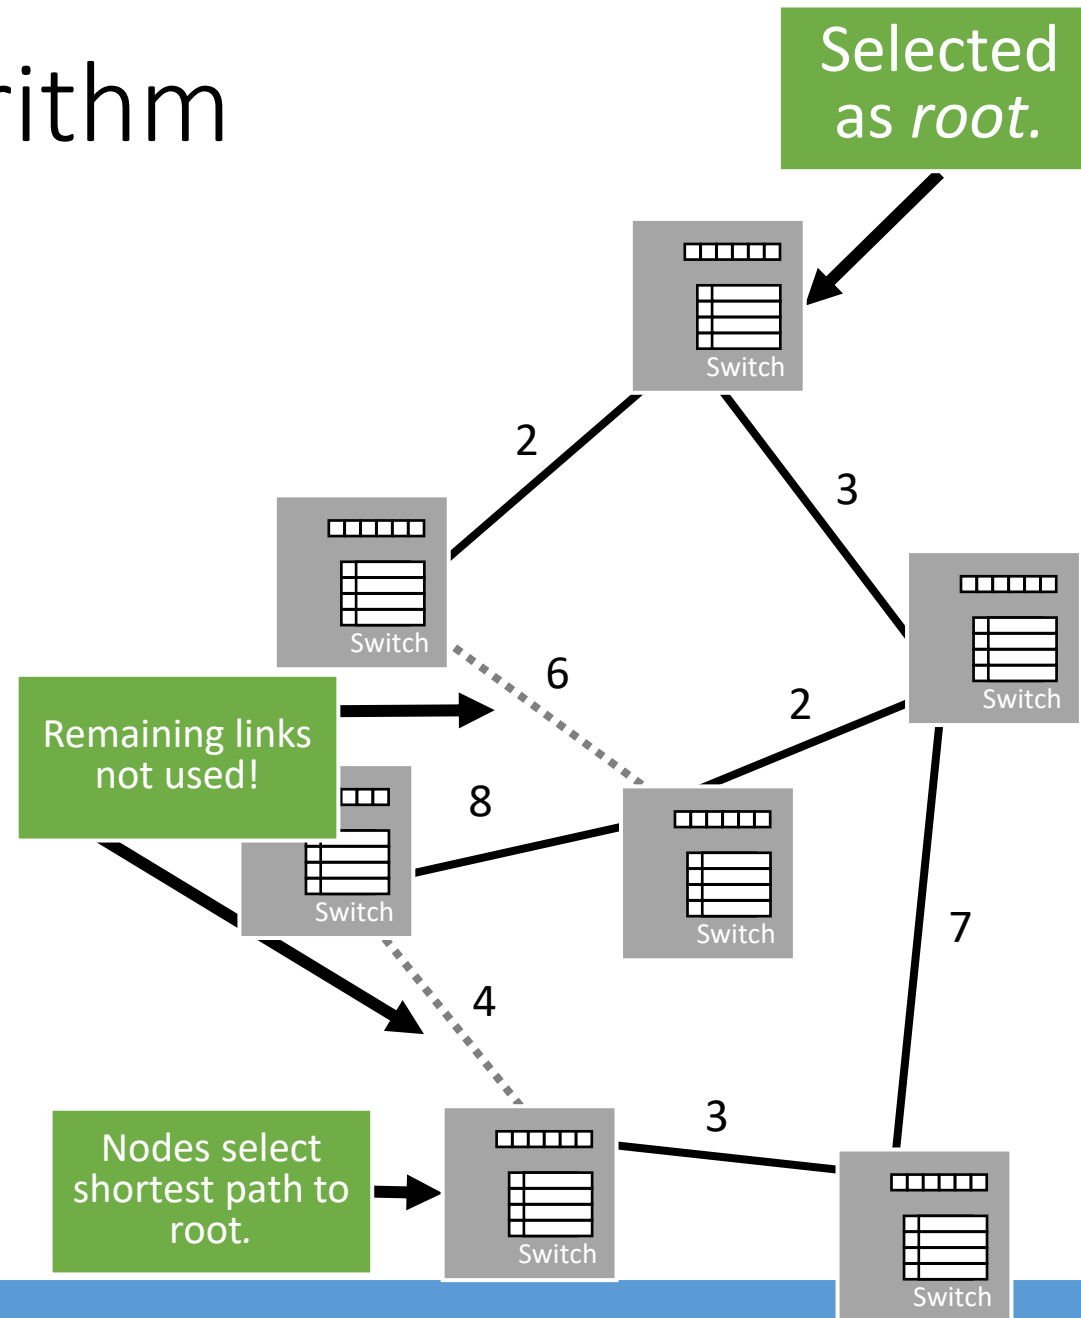 rithm
Selected
as root.
Switch
2
3
Switch
Switch
6
2
Remaining links
not used!
8
Switch
Switch
7
4
3
Nodes select
shortest path to
root.
Switch
Switch